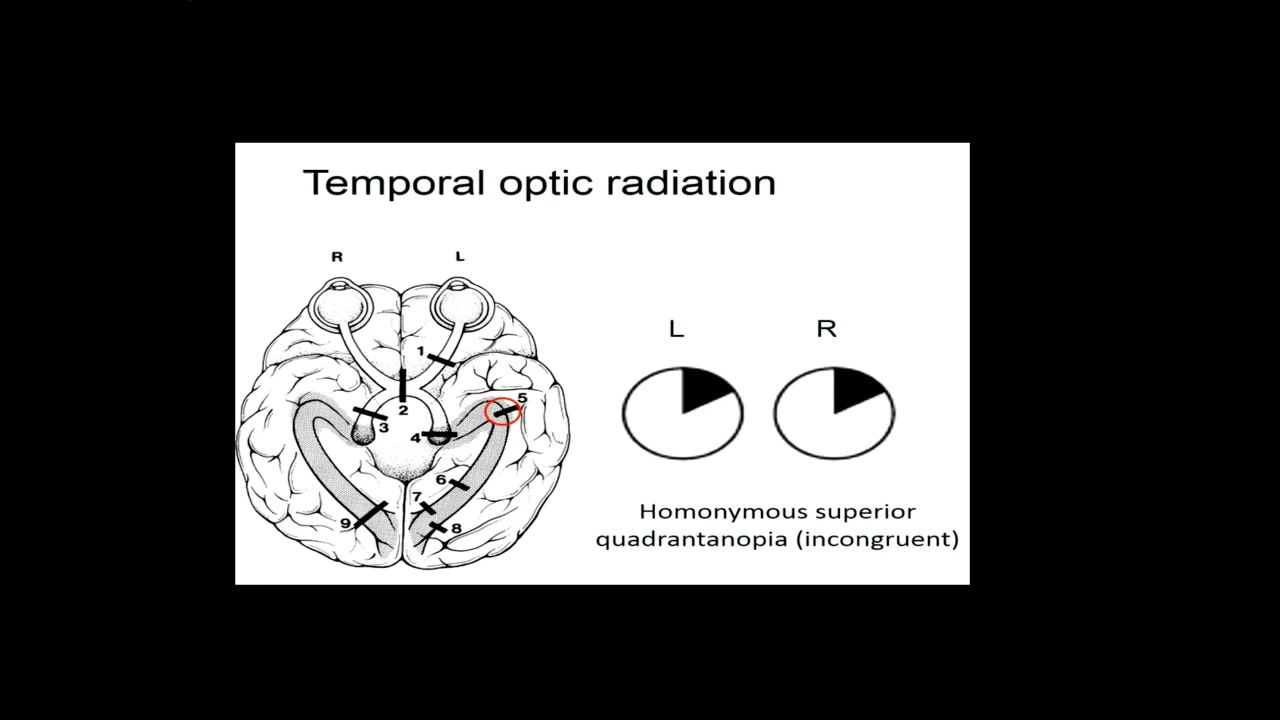 Temporal optic radiation
R L
L R
1
5
2
3
4
6
7
9
8
Homonymous superior
quadrantanopia (incongruent)